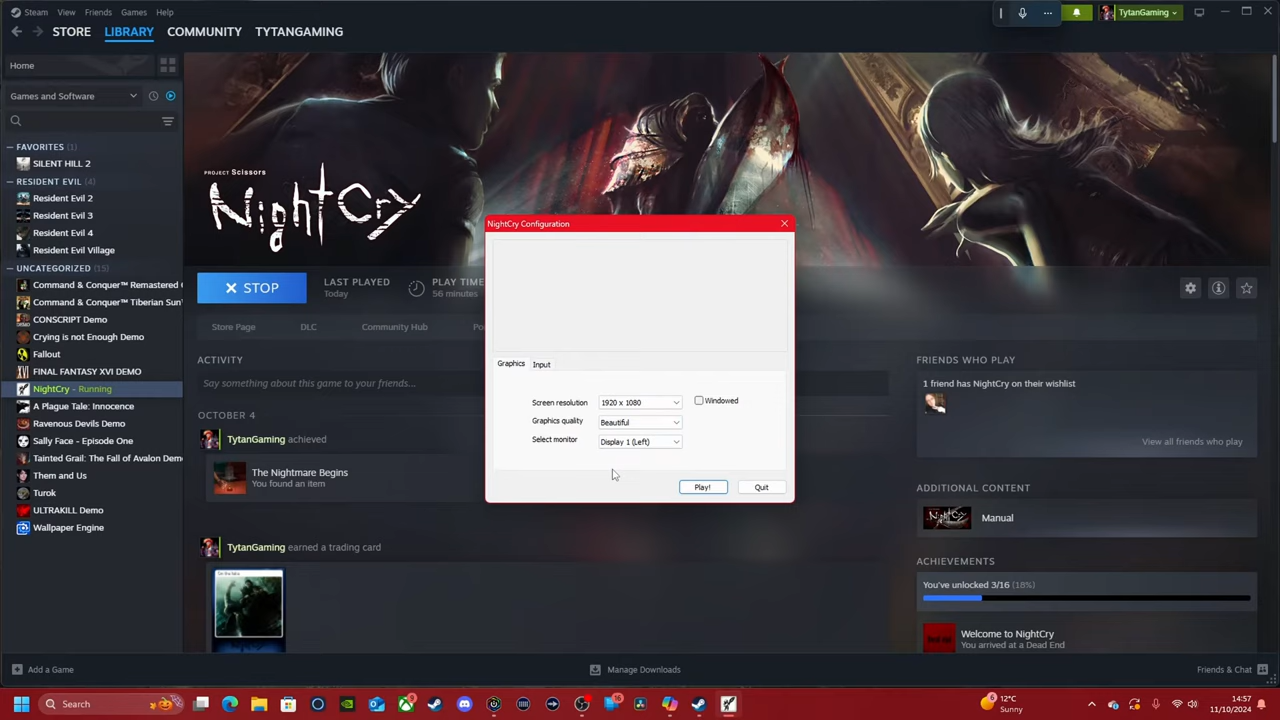 Steam View Friends Games Help
TytanGaming
STORE LIBRARY COMMUNITY TYTANGAMING
Home
Games and Software
FAVORITES (1)
SILENT HILL 2
RESIDENT EVIL (4)
Resident Evil 2
Resident Evil 3
Resident Evil 4
Resident Evil Village
UNCATEGORIZED (15)
Command & Conquer™ Remastered
Command & Conquer™ Tiberian Sun
CONSCRIPT Demo
Crying is not Enough Demo
Fallout
FINAL FANTASY XVI DEMO
NightCry - Running
A Plague Tale: Innocence
Ravenous Devils Demo
Sally Face - Episode One
Tainted Grail: The Fall of Avalon Demo
Them and Us
Turok
ULTRAKILL Demo
Wallpaper Engine
PROJECT Scissors
NightCry
STOP
LAST PLAYED
Today
PLAY TIME
56 minutes
Store Page DLC Community Hub Po
ACTIVITY
Say something about this game to your friends...
OCTOBER 4
TytanGaming achieved
The Nightmare Begins
You found an item
TytanGaming earned a trading card
NightCry Configuration
Graphics Input
Screen resolution 1920 x 1080 Windowed
Graphics quality Beautiful
Select monitor Display 1 (Left)
Play! Quit
FRIENDS WHO PLAY
1 friend has NightCry on their wishlist
View all friends who play
ADDITIONAL CONTENT
Manual
ACHIEVEMENTS
You've unlocked 3/16 (18%)
Welcome to NightCry
You arrived at a Dead End
Add a Game
Manage Downloads
Friends & Chat
Search
12°C
Sunny
14:57
11/10/2024